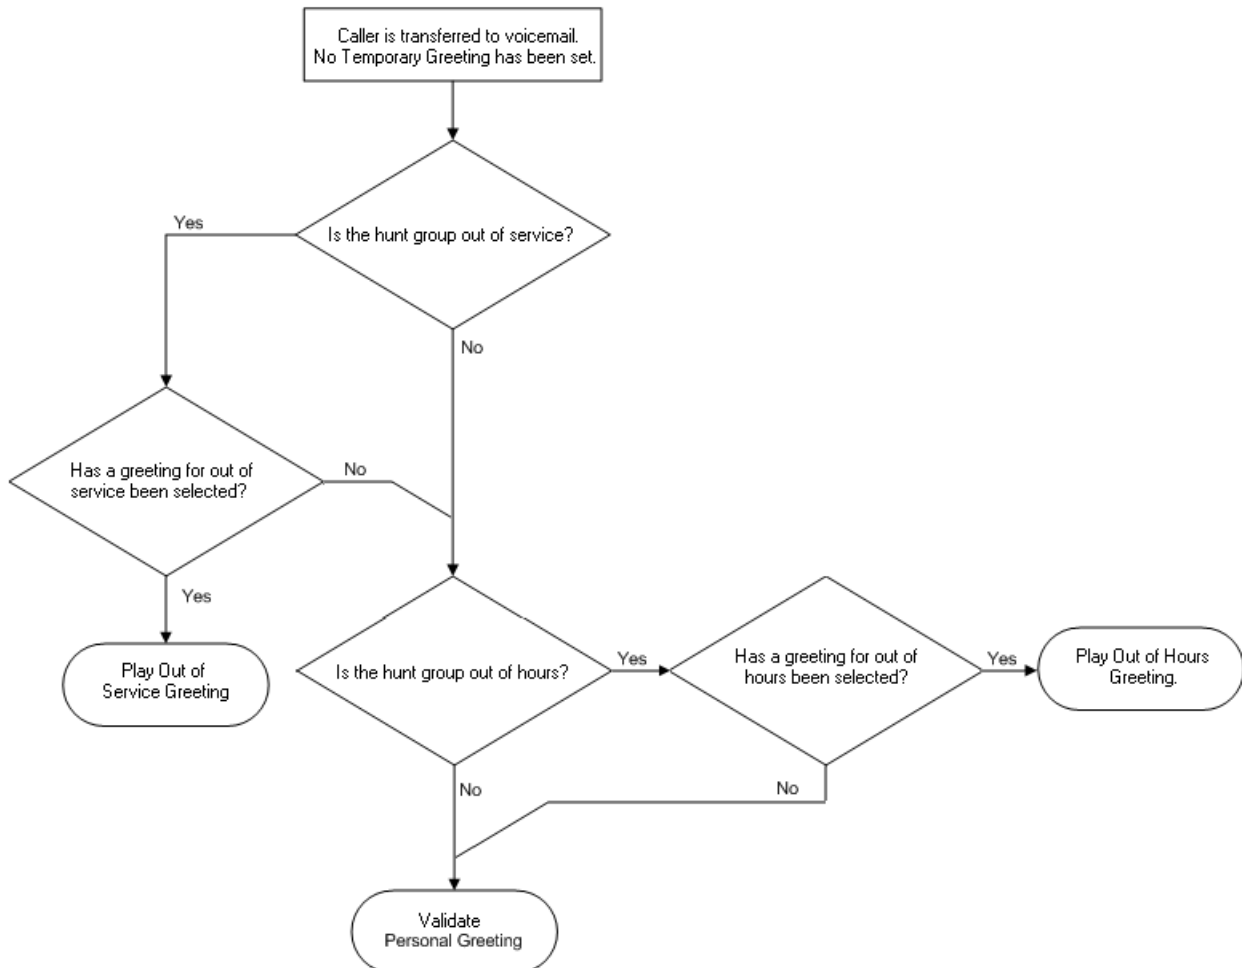 Caller is transferred to voicemail.
No Temporary Greeting has been set.
Yes
Is the hunt group out of service?
No
Has a greeting for out of
service been selected?
No
Yes
Play Out of
Service Greeting
Is the hunt group out of hours?
Yes
Has a greeting for out of
hours been selected?
Yes
Play Out of Hours
Greeting.
No
No
Validate
Personal Greeting